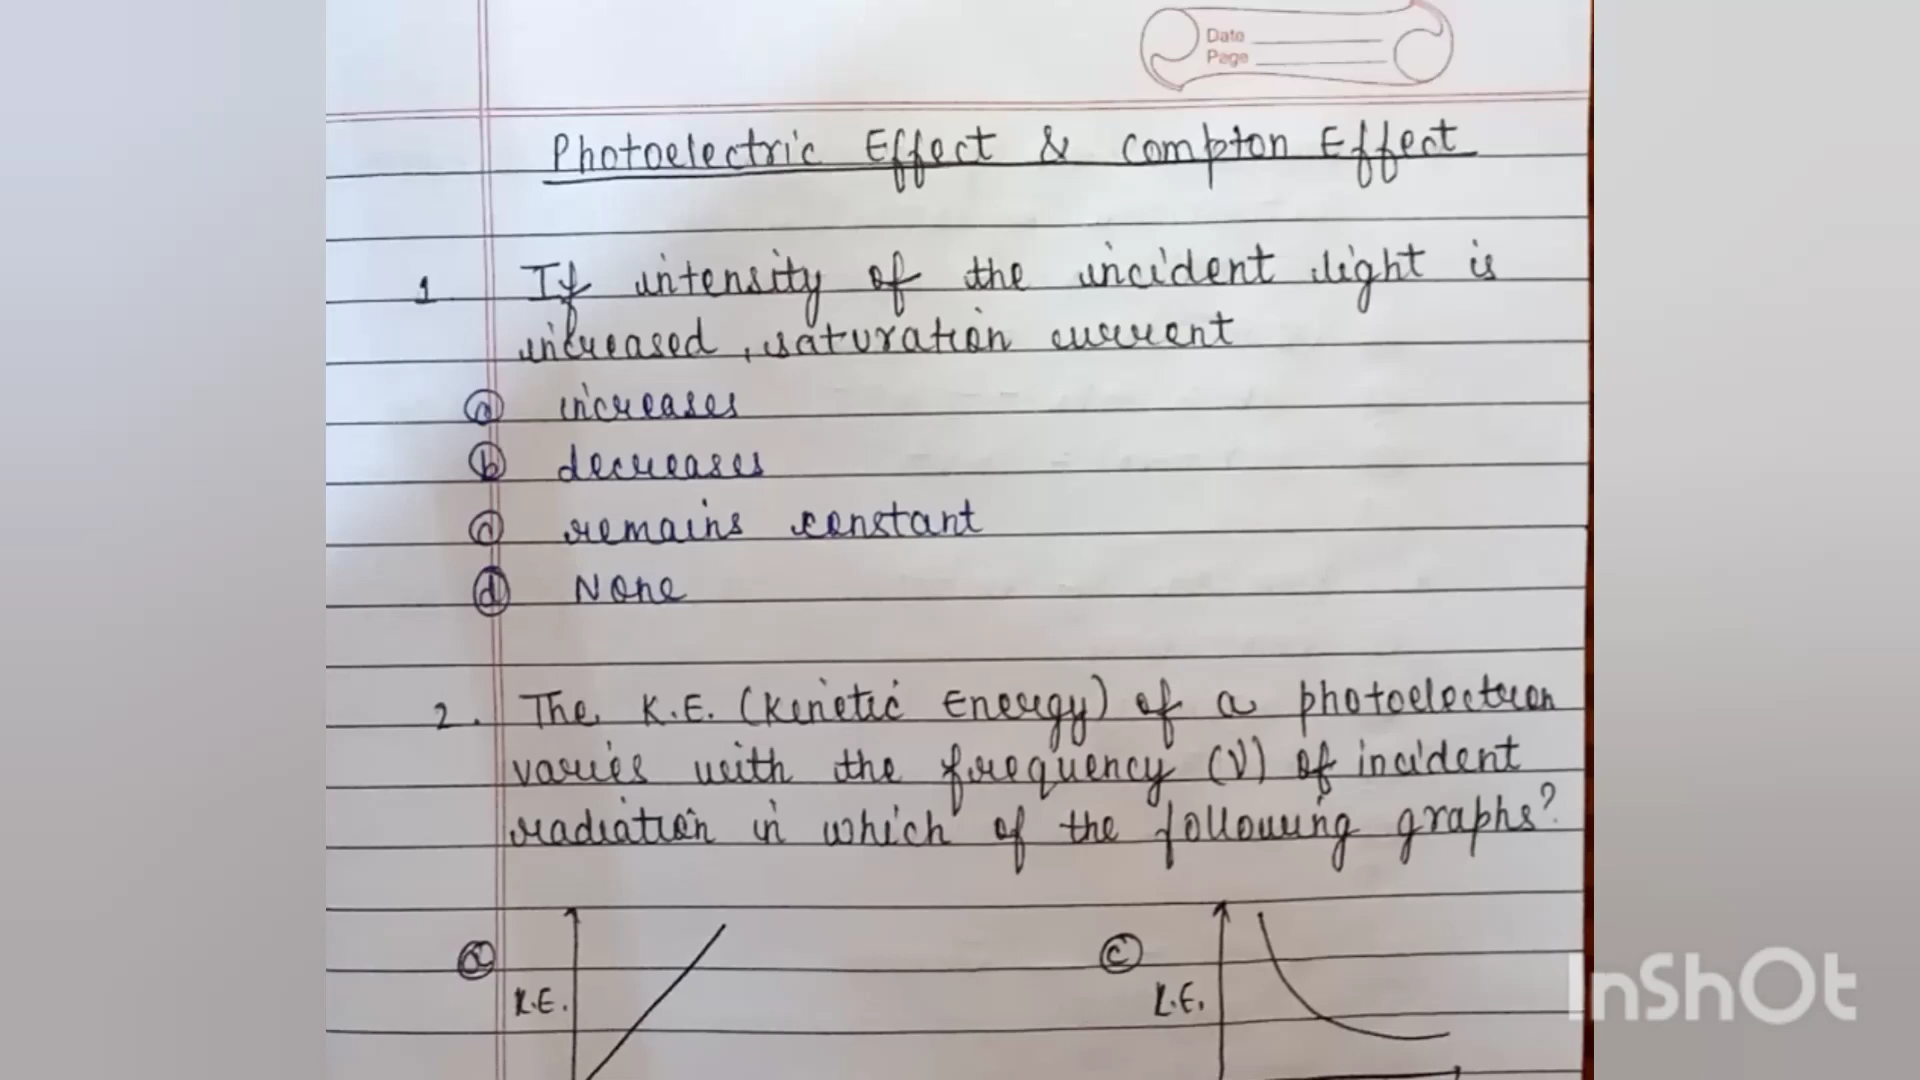 Date
Page
Photoelectric Effect & Compton Effect
1 If intensity of the incident light is
increased, saturation current
a increases
b decreases
c remains constant
d None
2. The K.E. (Kinetic Energy) of a photoelectron
varies with the frequency (ν) of incident
radiation in which of the following graphs?
a c
K.E. K.E.
InShOt